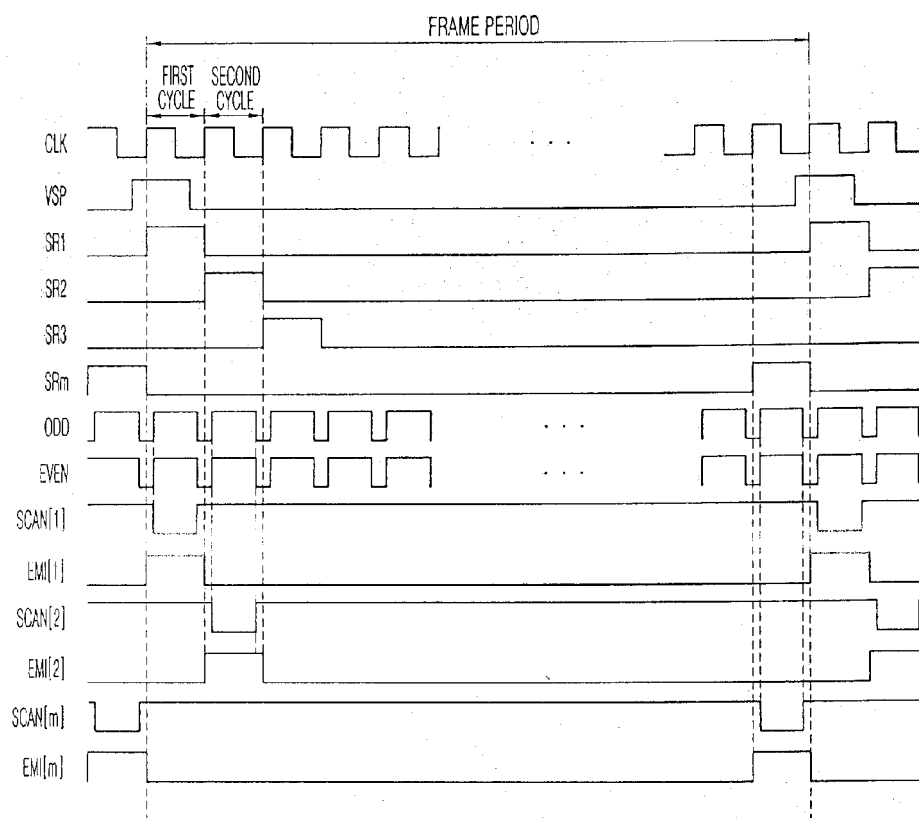 FRAME PERIOD
FIRST CYCLE
SECOND CYCLE
CLK
. . .
VSP
SR1
SR2
SR3
SRm
ODD
. . .
EVEN
. . .
SCAN[1]
EMI[1]
SCAN[2]
EMI[2]
SCAN[m]
EMI[m]